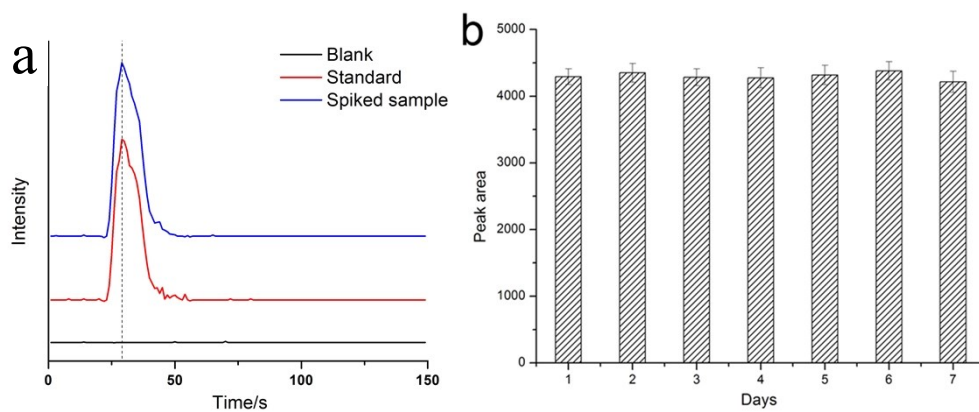 a
Blank
Standard
Spiked sample
Intensity
0
50
100
150
Time/s
b
5000
4000
3000
2000
1000
0
Peak area
1
2
3
4
5
6
7
Days